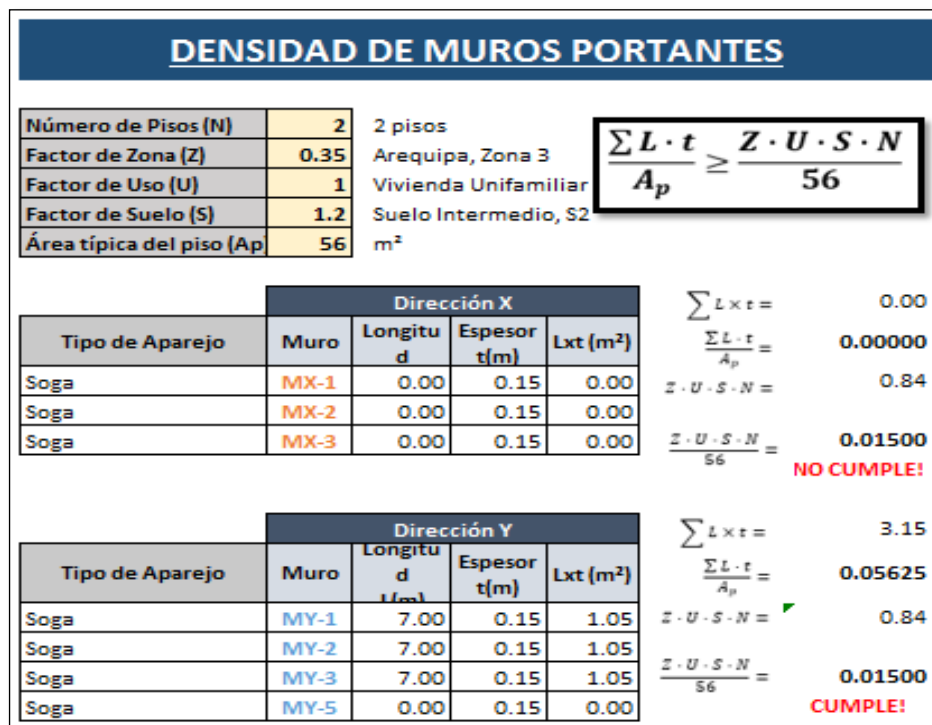 DENSIDAD DE MUROS PORTANTES
Número de Pisos (N) 2 2 pisos
Factor de Zona (Z) 0.35 Arequipa, Zona 3
Factor de Uso (U) 1 Vivienda Unifamiliar
Factor de Suelo (S) 1.2 Suelo Intermedio, S2
Área típica del piso (Ap) 56 m²
∑ L · t / A_p ≥ Z · U · S · N / 56
Dirección X
Tipo de Aparejo Muro Longitud Espesor t(m) Lxt (m²)
Soga MX-1 0.00 0.15 0.00
Soga MX-2 0.00 0.15 0.00
Soga MX-3 0.00 0.15 0.00
∑ L × t = 0.00
∑ L · t / A_p = 0.00000
Z · U · S · N = 0.84
Z · U · S · N / 56 = 0.01500
NO CUMPLE!
Dirección Y
Tipo de Aparejo Muro Longitud L(m) Espesor t(m) Lxt (m²)
Soga MY-1 7.00 0.15 1.05
Soga MY-2 7.00 0.15 1.05
Soga MY-3 7.00 0.15 1.05
Soga MY-5 0.00 0.15 0.00
∑ L × t = 3.15
∑ L · t / A_p = 0.05625
Z · U · S · N = 0.84
Z · U · S · N / 56 = 0.01500
CUMPLE!